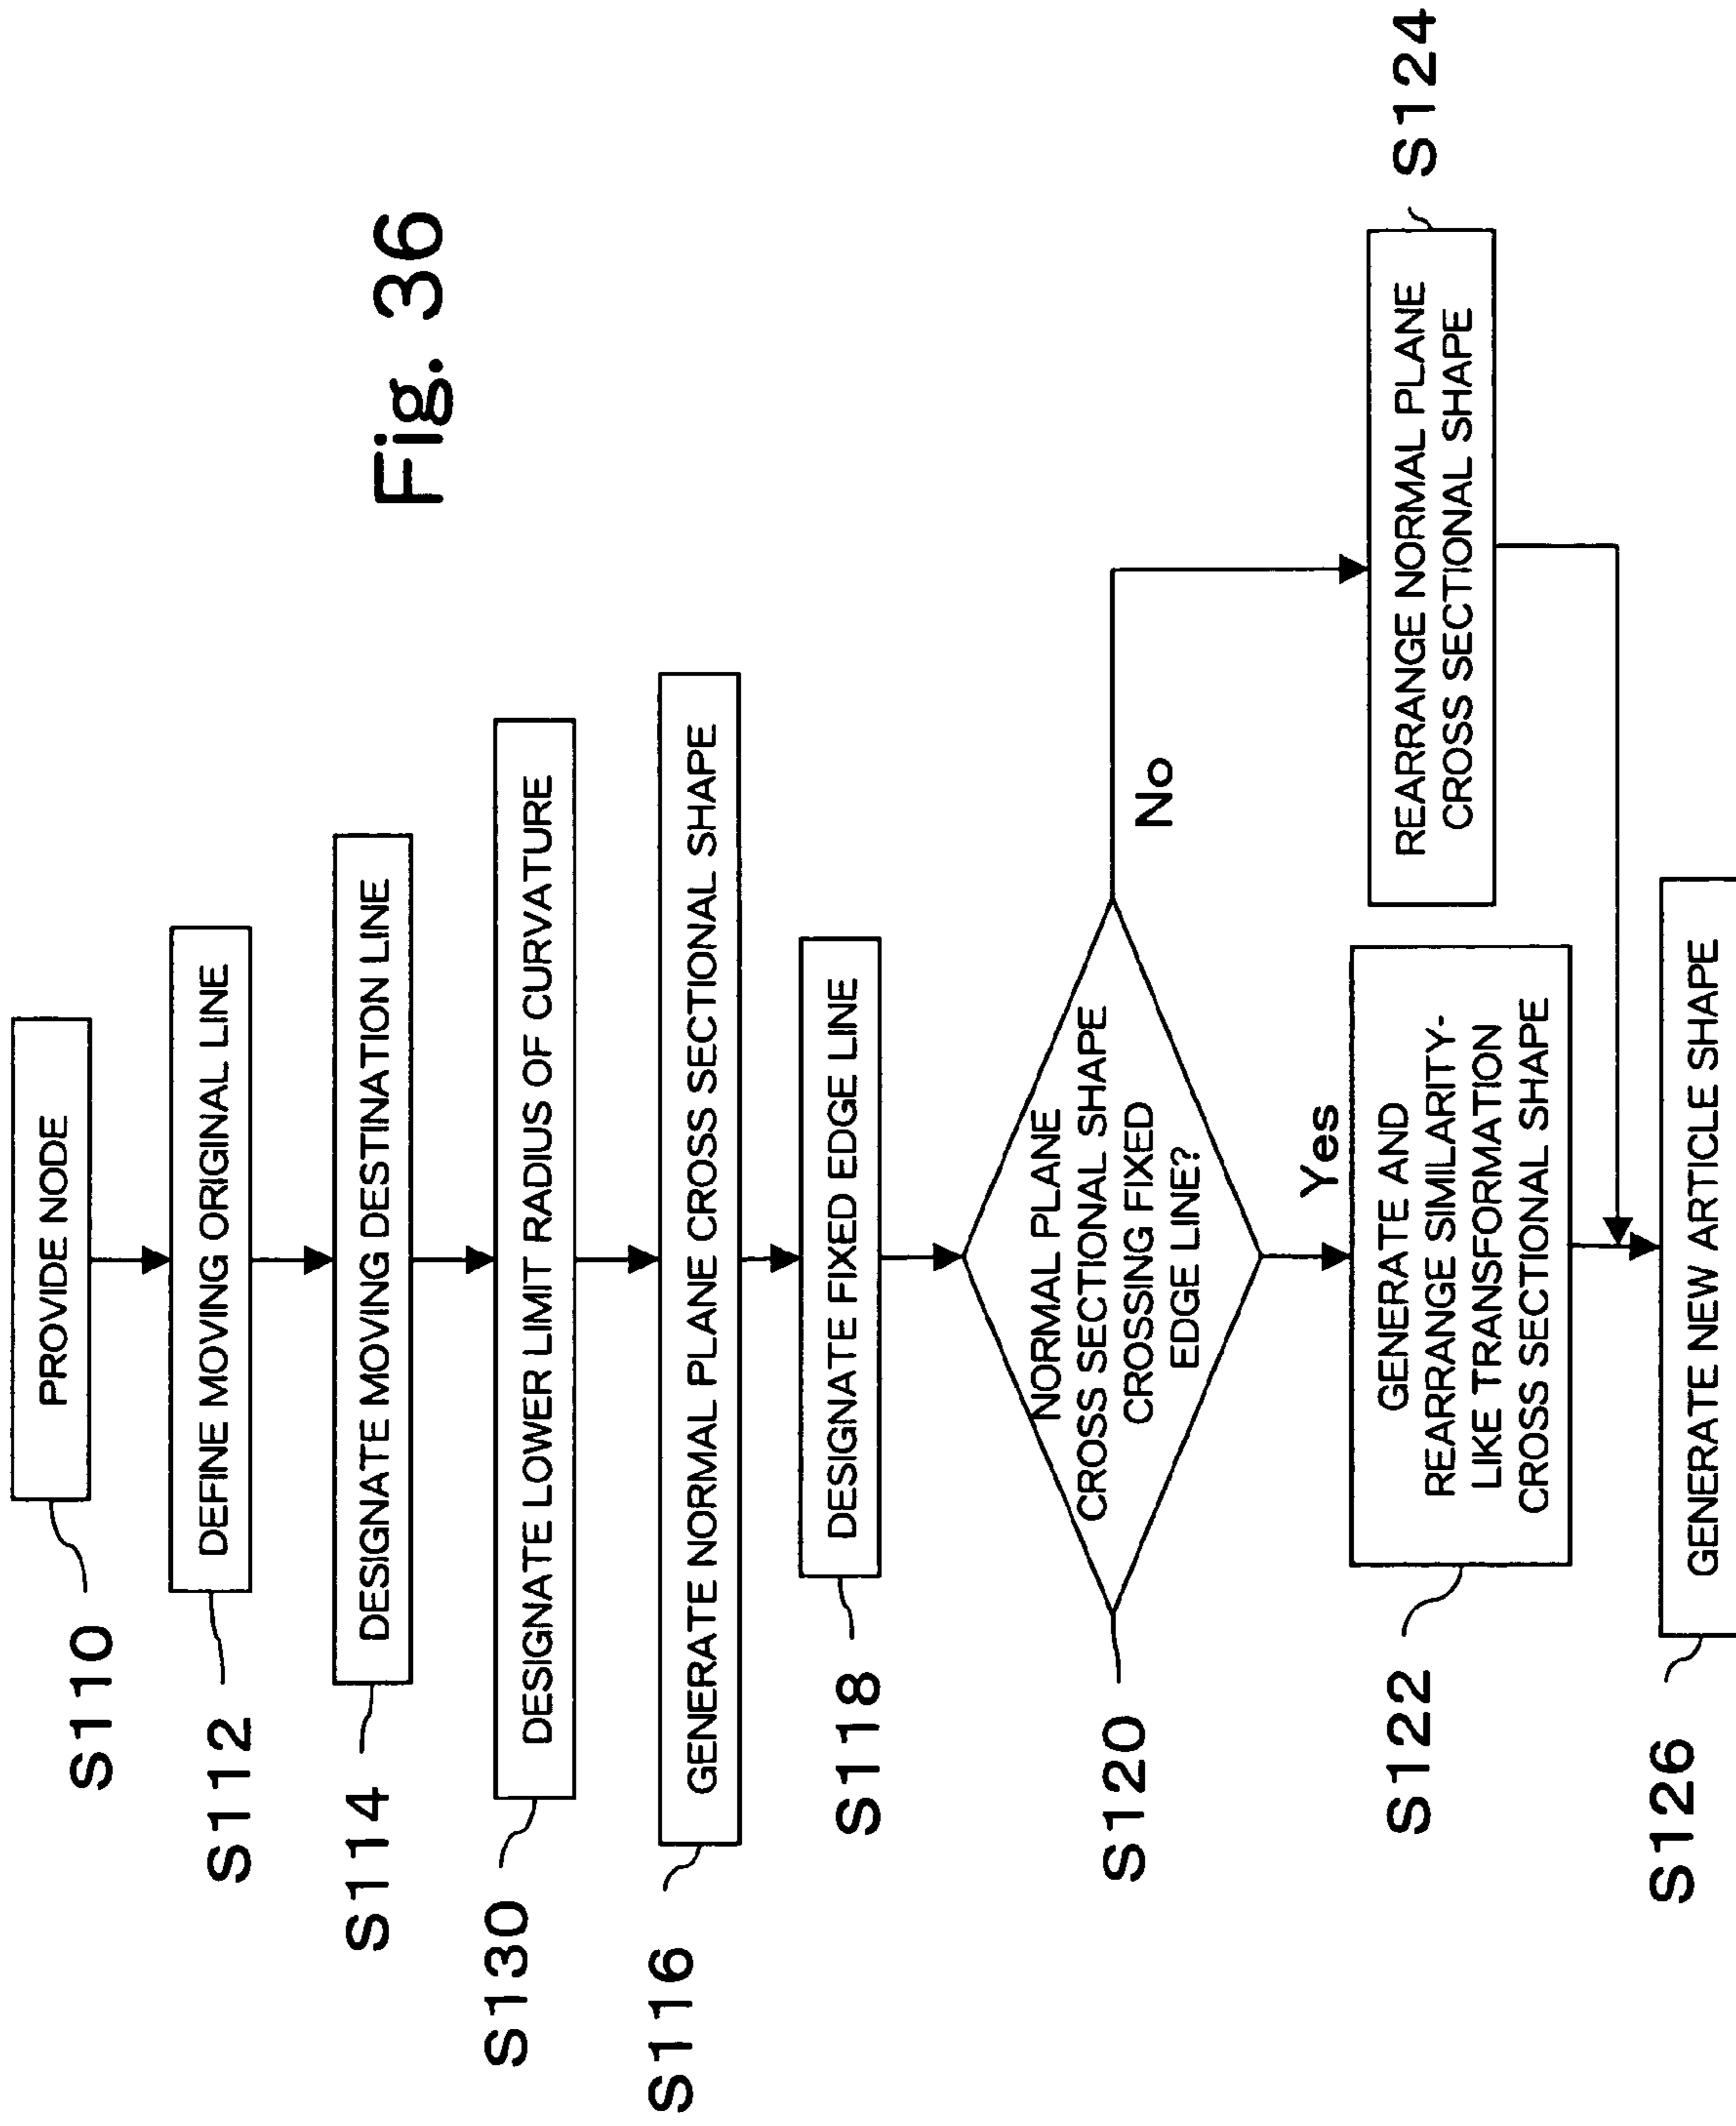 Fig. 36
S110
PROVIDE NODE
S112
DEFINE MOVING ORIGINAL LINE
S114
DESIGNATE MOVING DESTINATION LINE
S130
DESIGNATE LOWER LIMIT RADIUS OF CURVATURE
S116
GENERATE NORMAL PLANE CROSS SECTIONAL SHAPE
S118
DESIGNATE FIXED EDGE LINE
S120
NORMAL PLANE
CROSS SECTIONAL SHAPE
CROSSING FIXED
EDGE LINE?
No
Yes
S122
GENERATE AND
REARRANGE SIMILARITY-
LIKE TRANSFORMATION
CROSS SECTIONAL SHAPE
S124
REARRANGE NORMAL PLANE
CROSS SECTIONAL SHAPE
S126
GENERATE NEW ARTICLE SHAPE